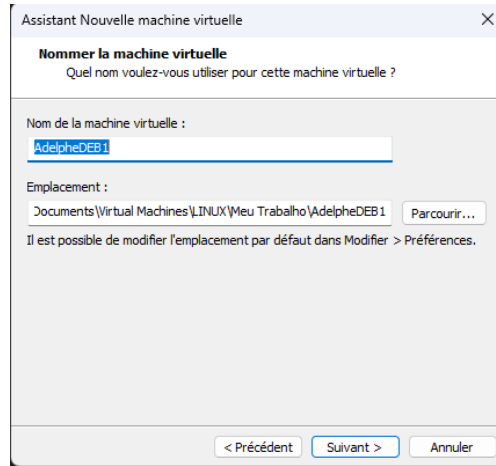 Assistant Nouvelle machine virtuelle
Nommer la machine virtuelle
Quel nom voulez-vous utiliser pour cette machine virtuelle ?
Nom de la machine virtuelle :
AdelpheDEB1
Emplacement :
Documents\Virtual Machines\LINUX\Meu Trabalho\AdelpheDEB1 Parcourir...
Il est possible de modifier l'emplacement par défaut dans Modifier > Préférences.
< Précédent Suivant > Annuler